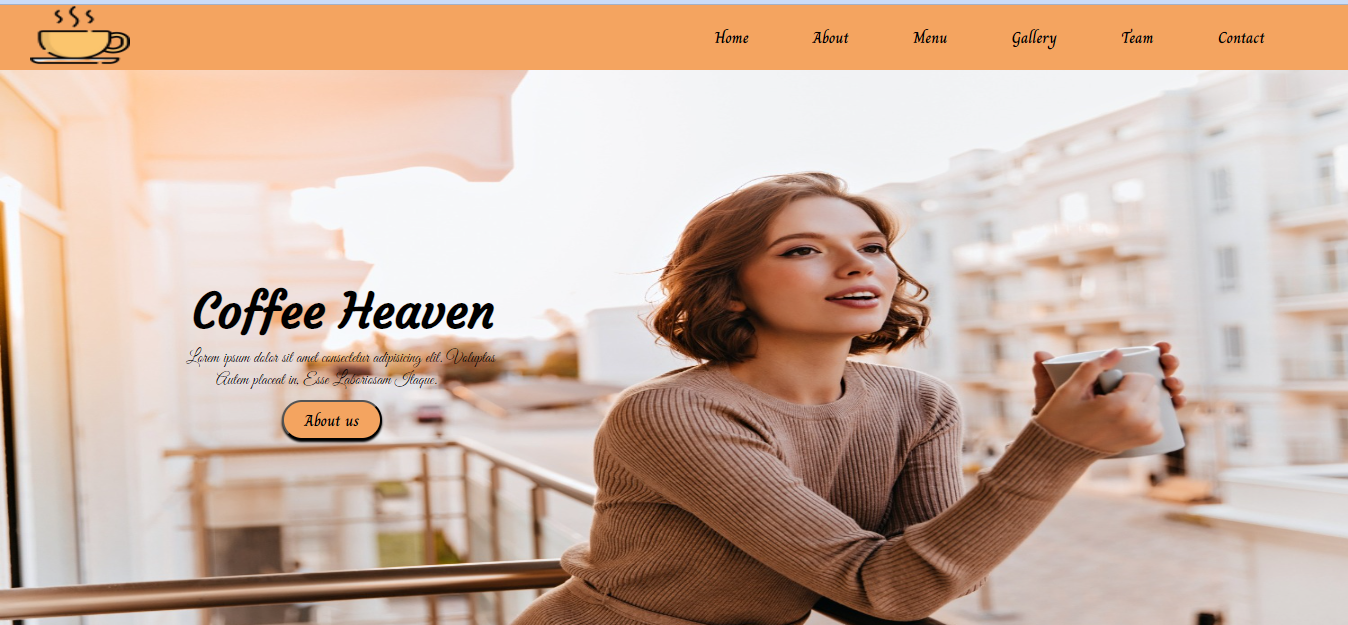 Home About Menu Gallery Team Contact
Coffee Heaven
Lorem ipsum dolor sit amet consectetur adipisicing elit. Voluptas
Autem placeat in. Esse Laboriosam Itaque.
About us